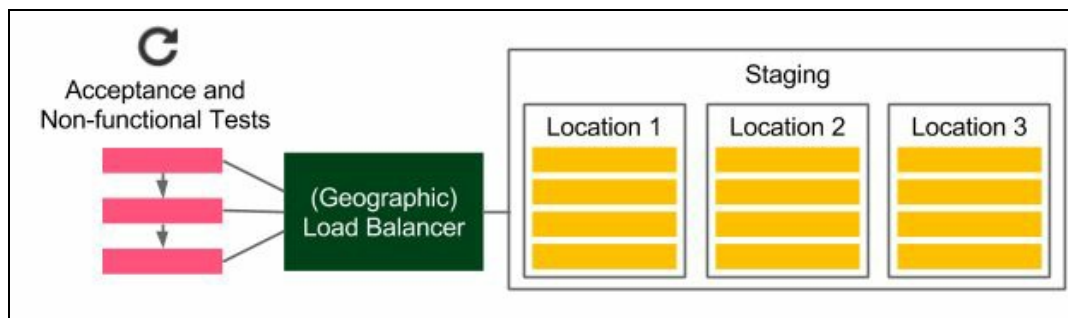 Acceptance and
Non-functional Tests
(Geographic)
Load Balancer
Staging
Location 1
Location 2
Location 3